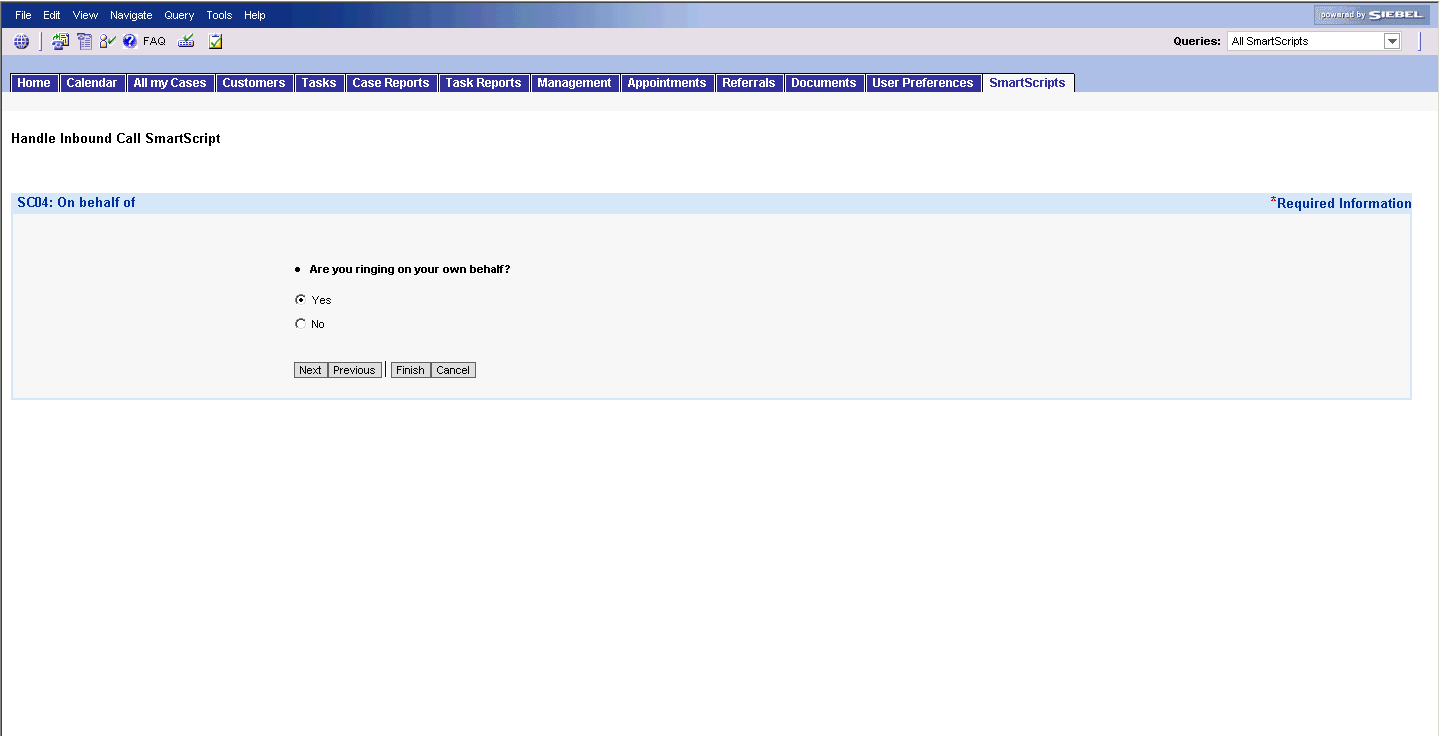 File Edit View Navigate Query Tools Help powered by SIEBEL
FAQ Queries: All SmartScripts
Home Calendar All my Cases Customers Tasks Case Reports Task Reports Management Appointments Referrals Documents User Preferences SmartScripts
Handle Inbound Call SmartScript
SC04: On behalf of *Required Information
• Are you ringing on your own behalf?
Yes
No
Next Previous Finish Cancel